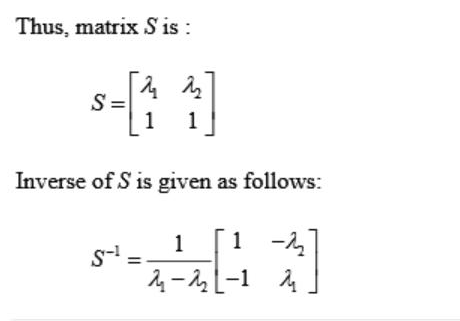 Thus, matrix S is :
S = [ λ₁ λ₂
1 1 ]
Inverse of S is given as follows:
S⁻¹ = 1 / (λ₁ − λ₂) [ 1 −λ₂
−1 λ₁ ]